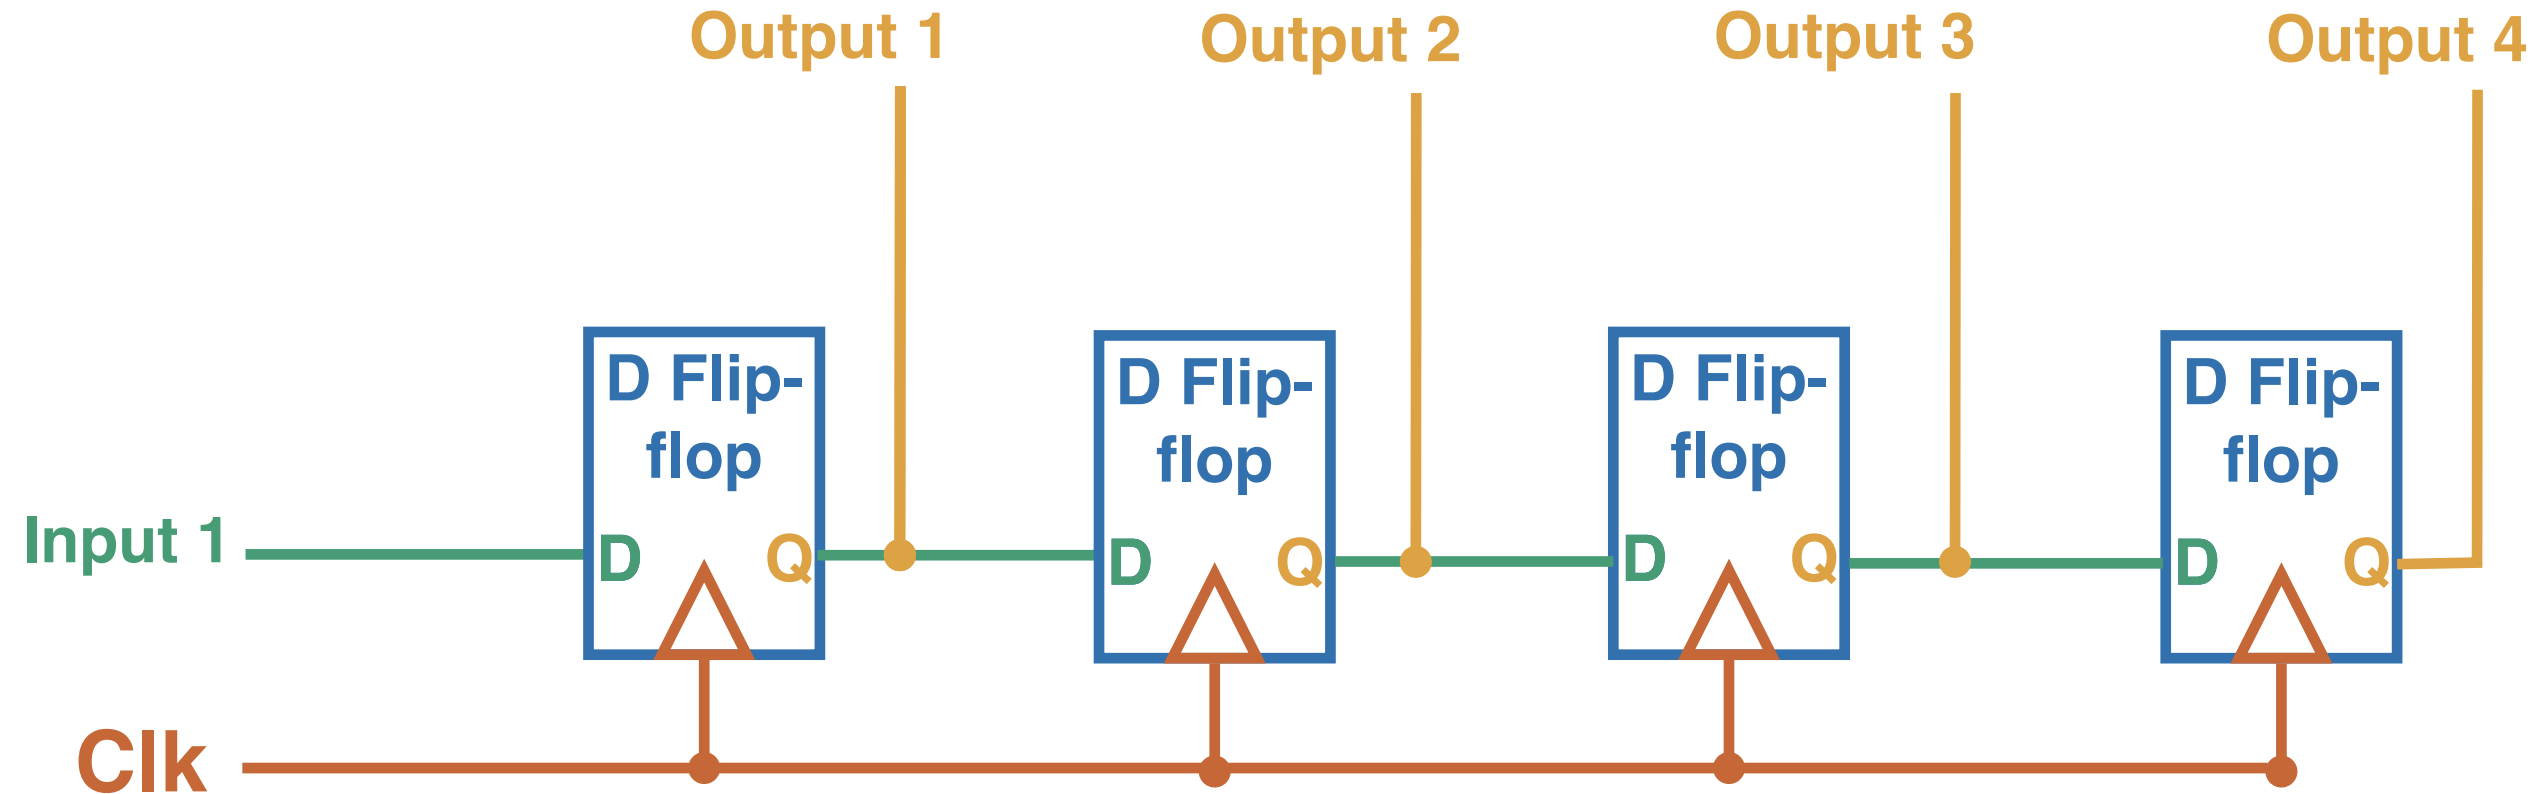 Output 1
Output 2
Output 3
Output 4
D Flip-
flop
D Flip-
flop
D Flip-
flop
D Flip-
flop
Input 1
D
Q
D
Q
D
Q
D
Q
Clk